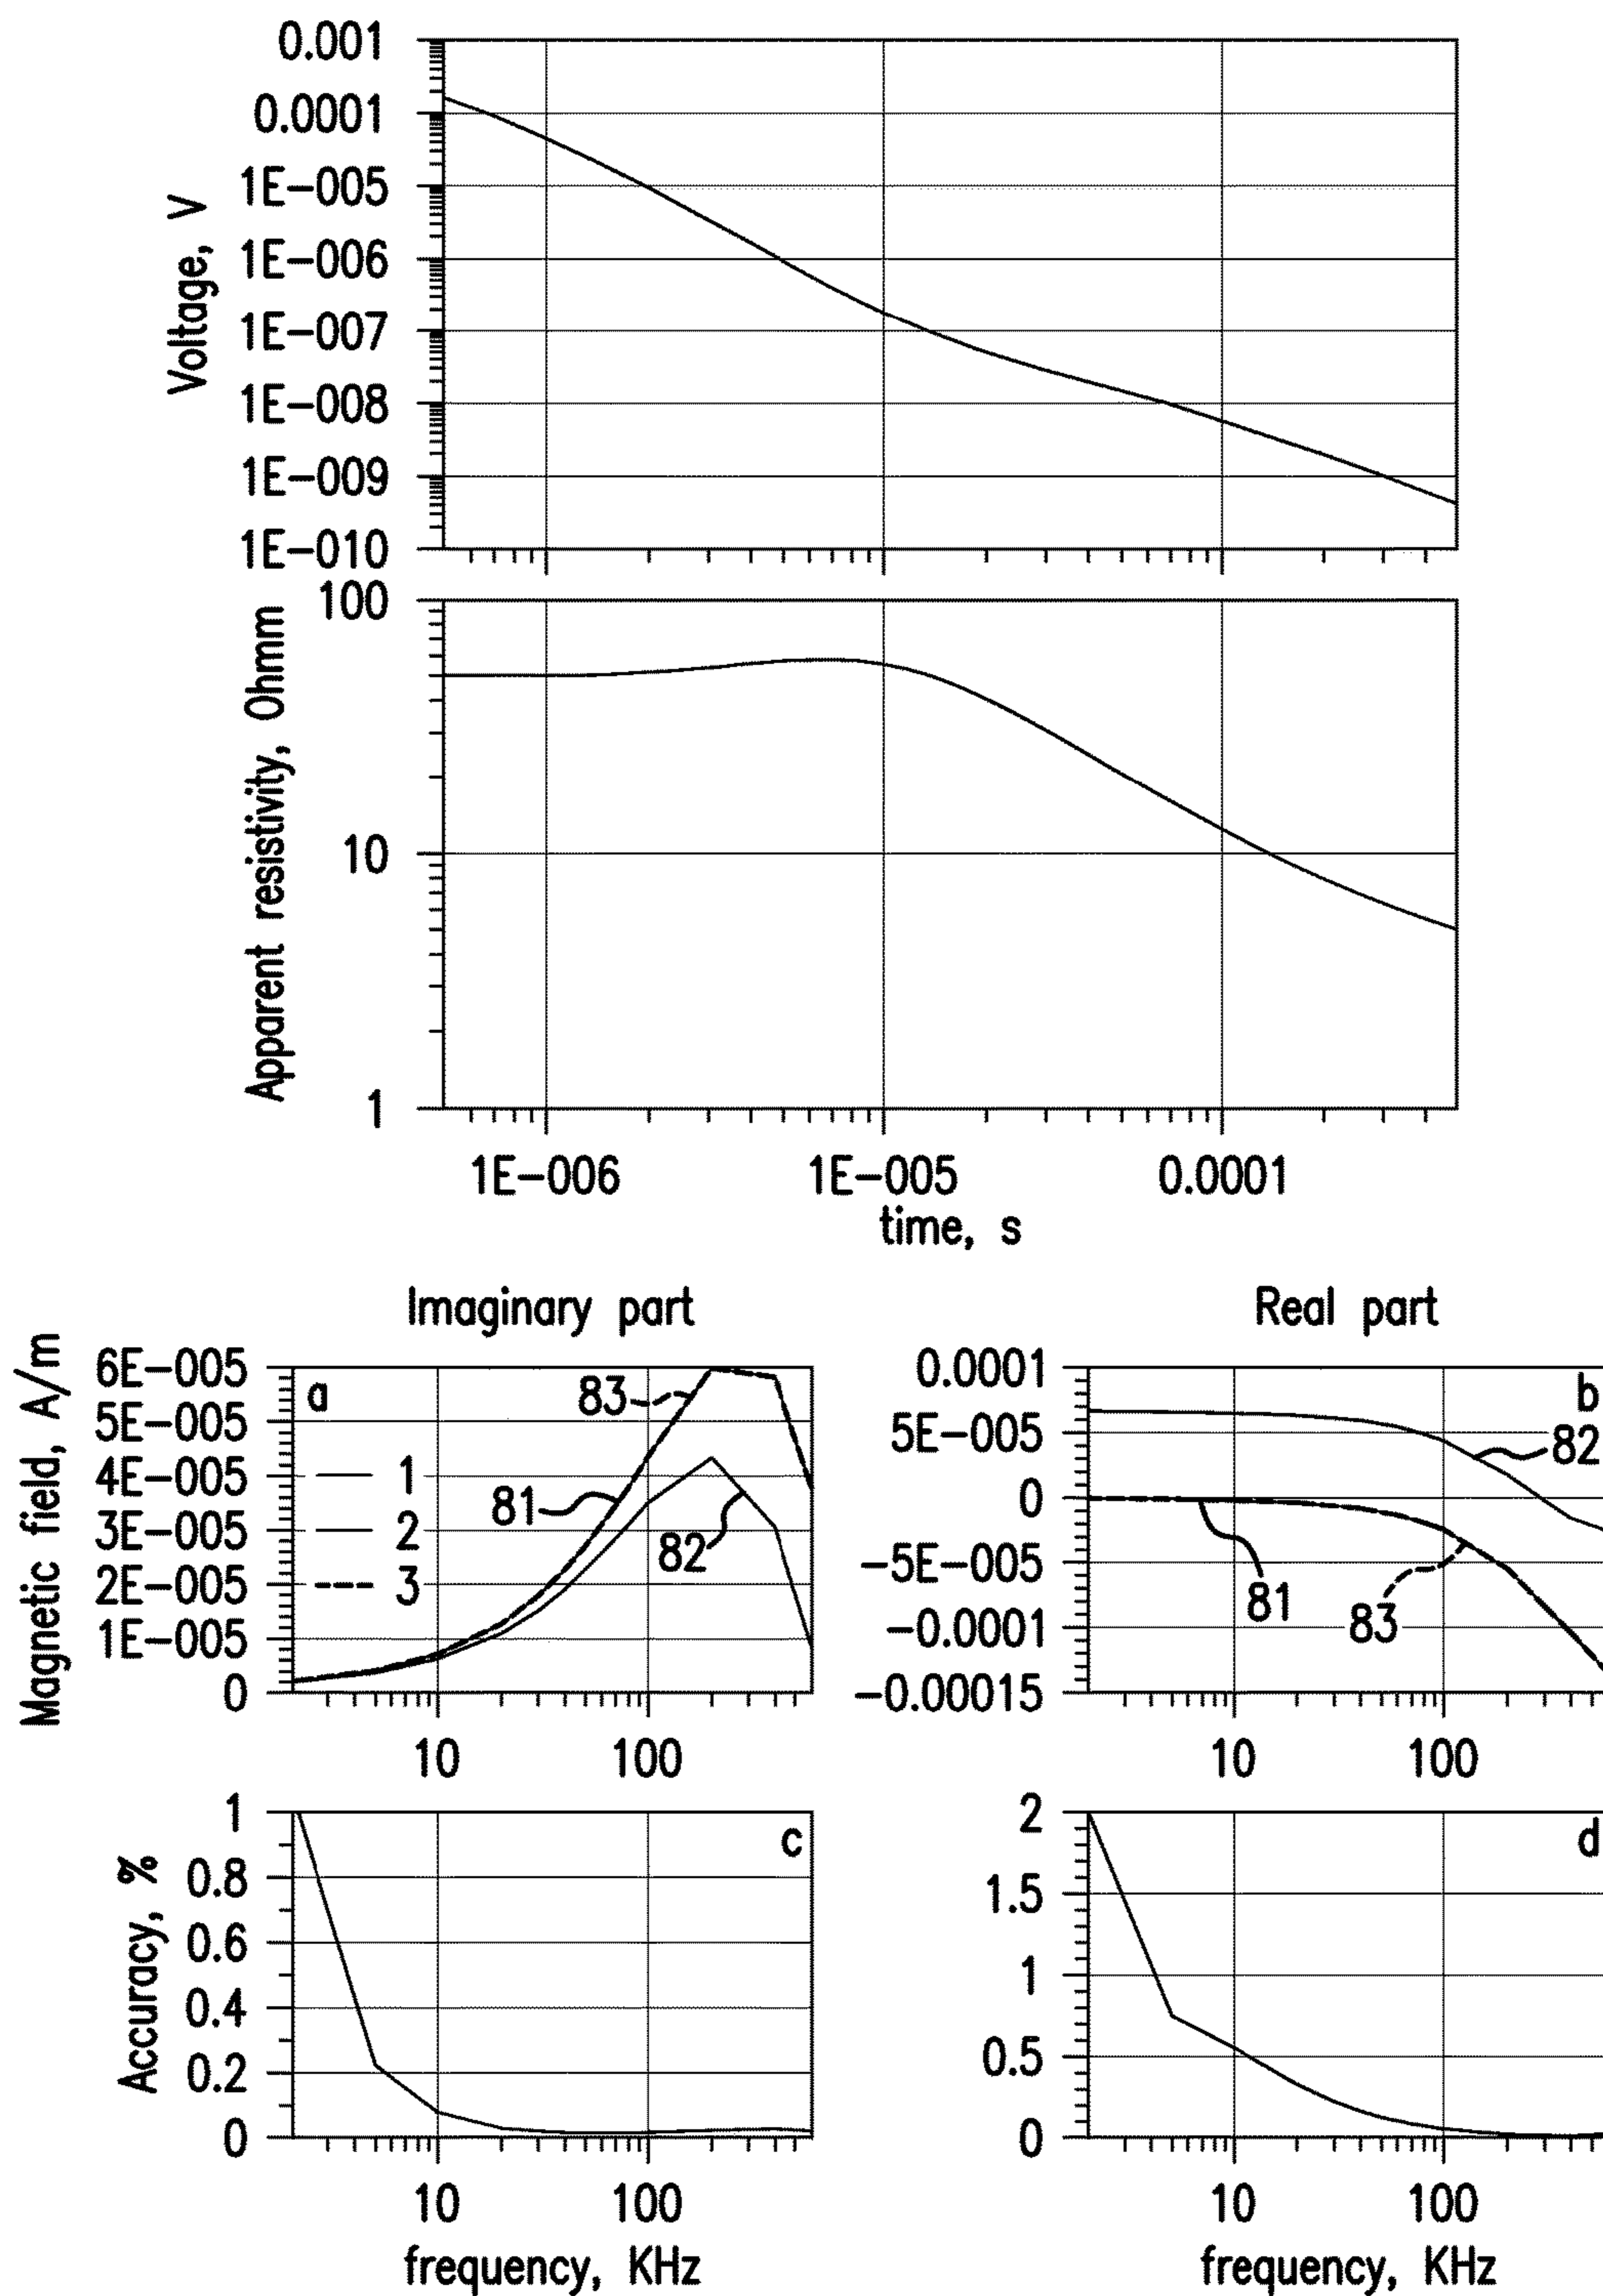 0.001
0.0001
1E-005
1E-006
1E-007
1E-008
1E-009
1E-010
Voltage, V
100
10
1
Apparent resistivity, Ohmm
1E-006 1E-005 0.0001
time, s
Imaginary part
Magnetic field, A/m
6E-005
5E-005
4E-005
3E-005
2E-005
1E-005
0
a
1
2
3
83
81
82
10 100
Real part
0.0001
5E-005
0
-5E-005
-0.0001
-0.00015
b
82
81
83
10 100
Accuracy, %
1
0.8
0.6
0.4
0.2
0
c
10 100
frequency, KHz
2
1.5
1
0.5
0
d
10 100
frequency, KHz